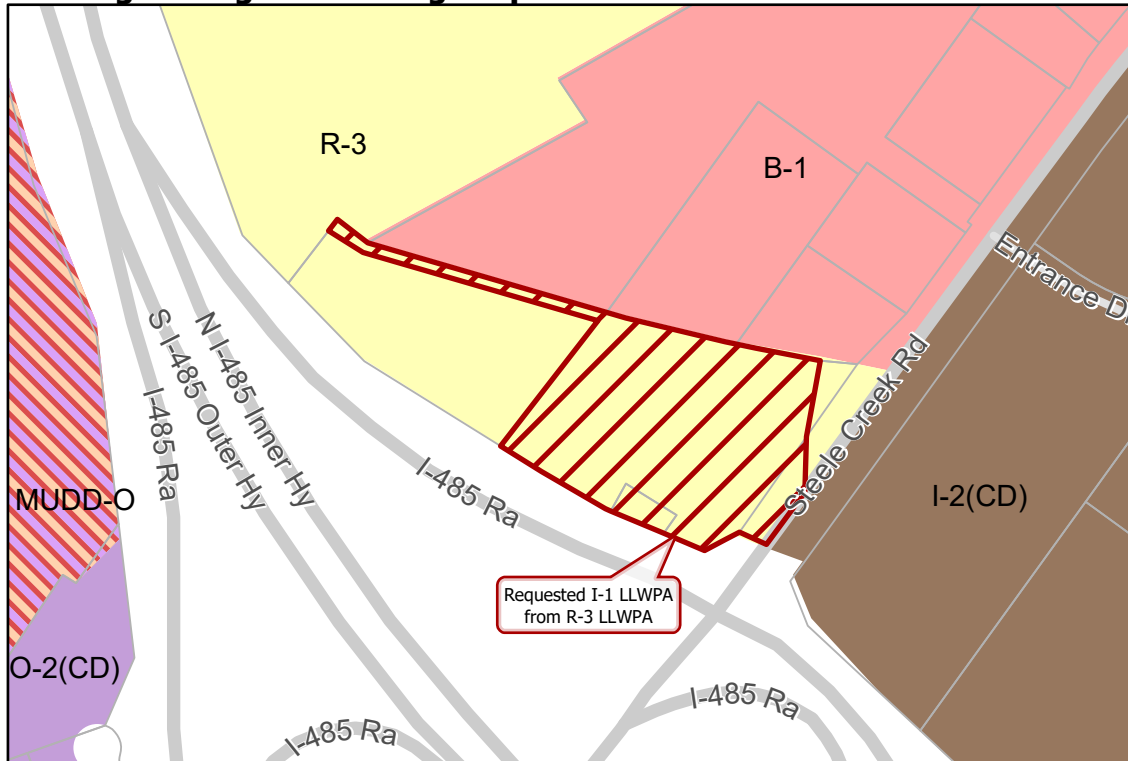 R-3
B-1
Entrance Dr
S I-485 Outer Hy
N I-485 Inner Hy
I-485 Ra
Steele Creek Rd
I-485 Ra
MUDD-O
I-2(CD)
Requested I-1 LLWPA
from R-3 LLWPA
O-2(CD)
I-485 Ra
I-485 Ra